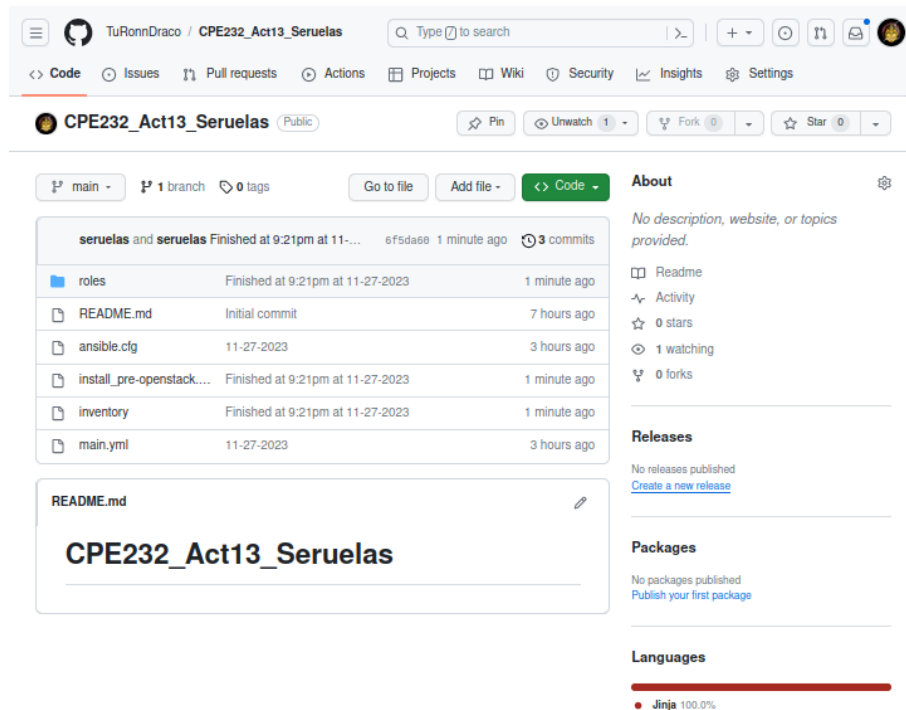 TuRonnDraco / CPE232_Act13_Seruelas
Type / to search
Code Issues Pull requests Actions Projects Wiki Security Insights Settings
CPE232_Act13_Seruelas Public
Pin Unwatch 1 Fork 0 Star 0
main 1 branch 0 tags Go to file Add file Code
seruelas and seruelas Finished at 9:21pm at 11-... 6f5da60 1 minute ago 3 commits
roles Finished at 9:21pm at 11-27-2023 1 minute ago
README.md Initial commit 7 hours ago
ansible.cfg 11-27-2023 3 hours ago
install_pre-openstack.... Finished at 9:21pm at 11-27-2023 1 minute ago
inventory Finished at 9:21pm at 11-27-2023 1 minute ago
main.yml 11-27-2023 3 hours ago
README.md
CPE232_Act13_Seruelas
About
No description, website, or topics
provided.
Readme
Activity
0 stars
1 watching
0 forks
Releases
No releases published
Create a new release
Packages
No packages published
Publish your first package
Languages
Jinja 100.0%